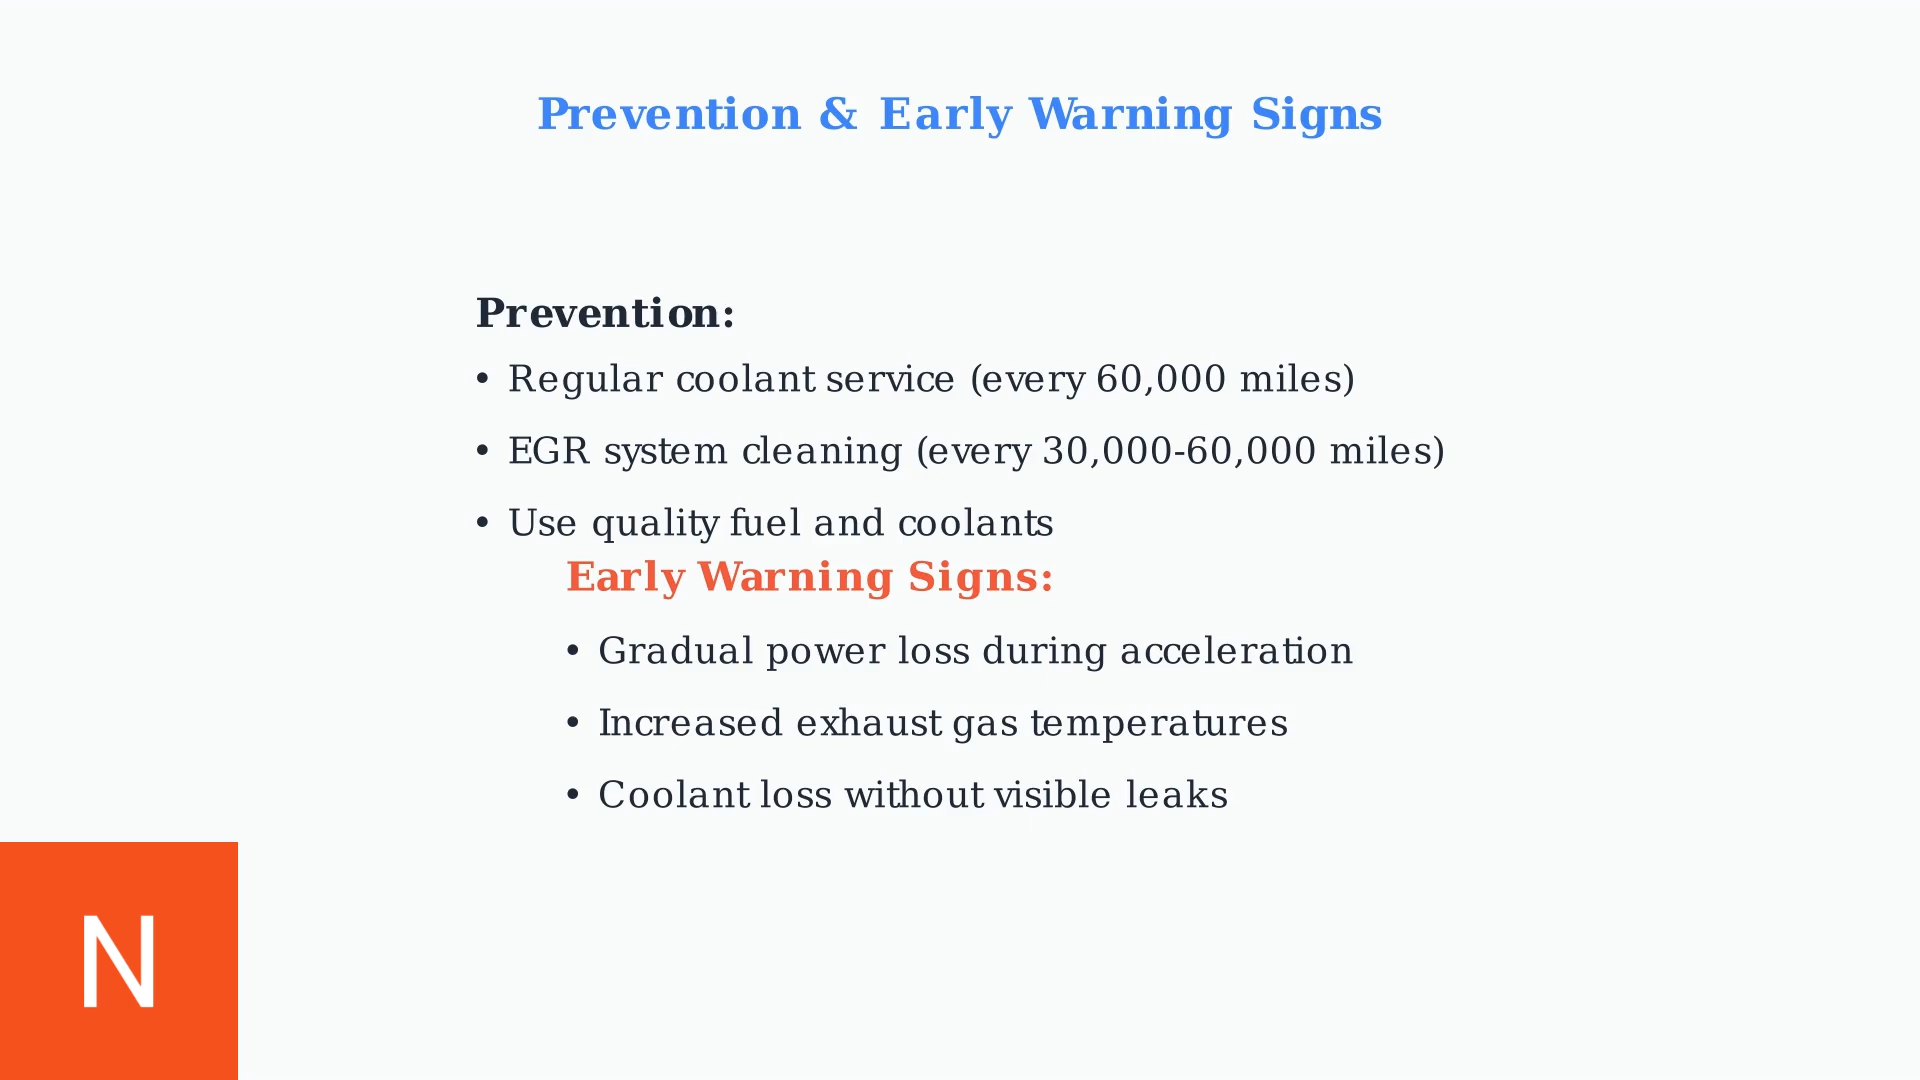 Prevention & Early Warning Signs
Prevention:
• Regular coolant service (every 60,000 miles)
• EGR system cleaning (every 30,000-60,000 miles)
• Use quality fuel and coolants
Early Warning Signs:
• Gradual power loss during acceleration
• Increased exhaust gas temperatures
• Coolant loss without visible leaks
N